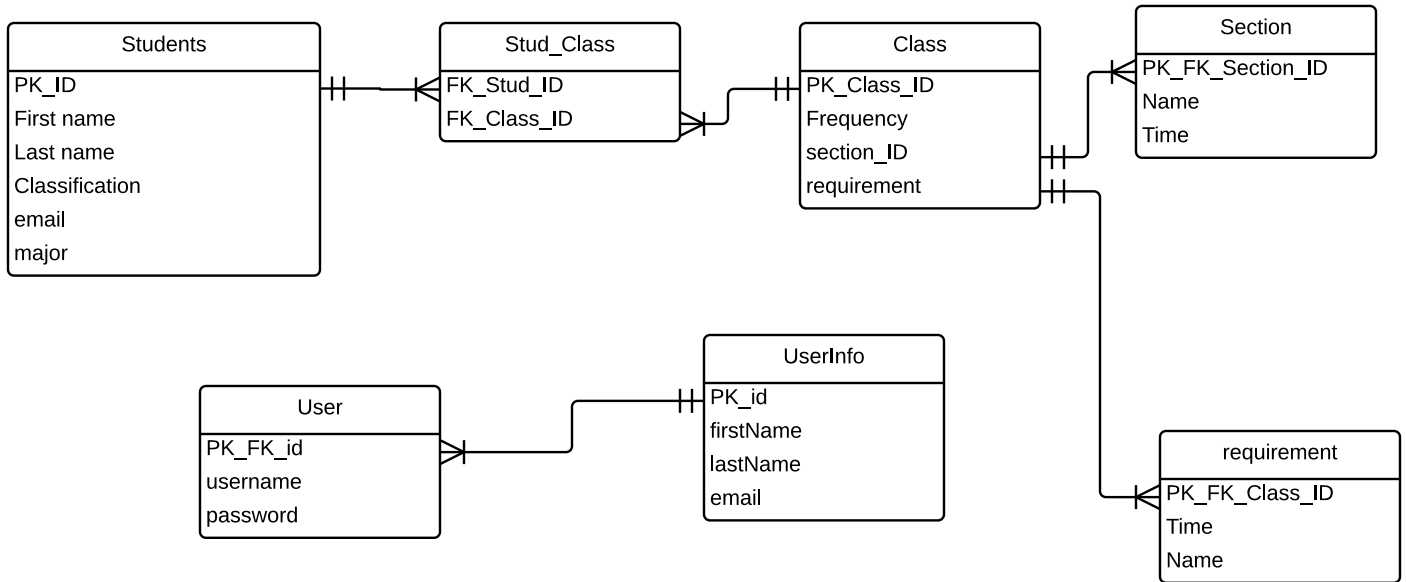 Students
PK_ID
First name
Last name
Classification
email
major
Stud_Class
FK_Stud_ID
FK_Class_ID
Class
PK_Class_ID
Frequency
section_ID
requirement
Section
PK_FK_Section_ID
Name
Time
User
PK_FK_id
username
password
UserInfo
PK_id
firstName
lastName
email
requirement
PK_FK_Class_ID
Time
Name